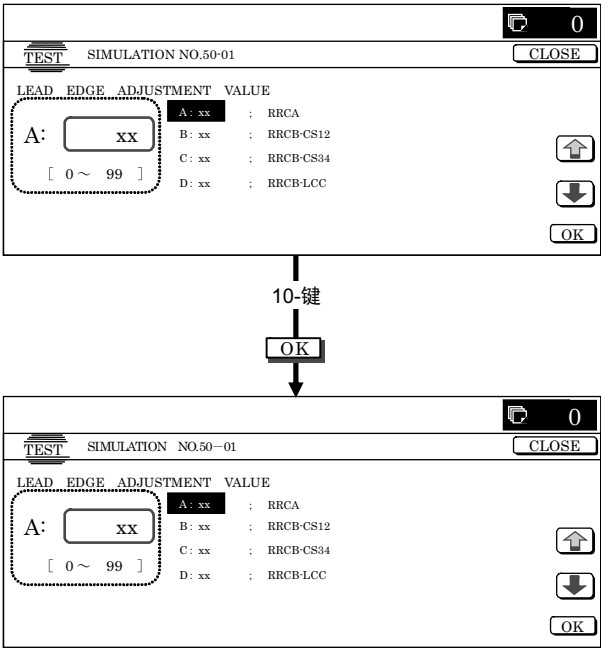 0
TEST SIMULATION NO.50-01 CLOSE
LEAD EDGE ADJUSTMENT VALUE
A: xx ; RRCA
A: xx
B: xx ; RRCB-CS12
C: xx ; RRCB-CS34
[ 0～ 99 ]
D: xx ; RRCB-LCC
OK
10-键
OK
0
TEST SIMULATION NO.50－01 CLOSE
LEAD EDGE ADJUSTMENT VALUE
A: xx ; RRCA
A: xx
B: xx ; RRCB-CS12
C: xx ; RRCB-CS34
[ 0～ 99 ]
D: xx ; RRCB-LCC
OK